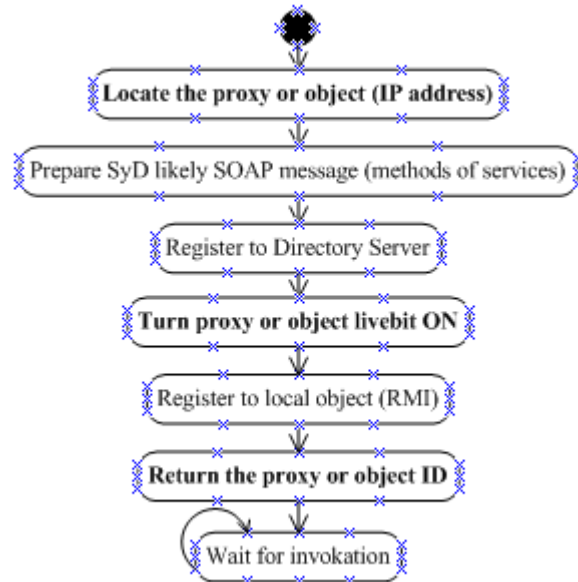 Locate the proxy or object (IP address)
Prepare SyD likely SOAP message (methods of services)
Register to Directory Server
Turn proxy or object livebit ON
Register to local object (RMI)
Return the proxy or object ID
Wait for invokation